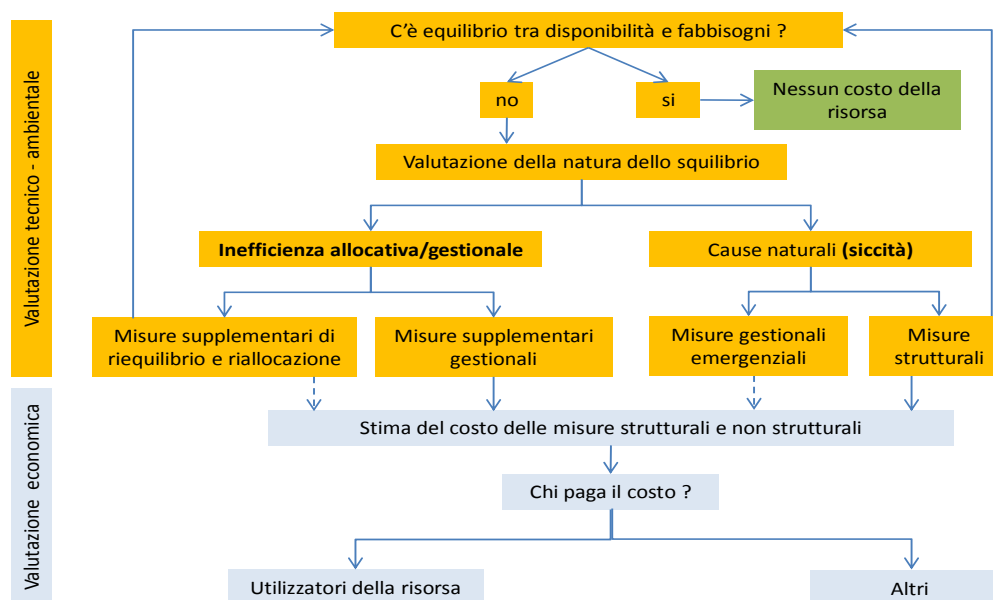 C'è equilibrio tra disponibilità e fabbisogni ?
no
si
Nessun costo della
risorsa
Valutazione della natura dello squilibrio
Inefficienza allocativa/gestionale
Cause naturali (siccità)
Misure supplementari di
riequilibrio e riallocazione
Misure supplementari
gestionali
Misure gestionali
emergenziali
Misure
strutturali
Valutazione tecnico - ambientale
Stima del costo delle misure strutturali e non strutturali
Chi paga il costo ?
Utilizzatori della risorsa
Altri
Valutazione economica